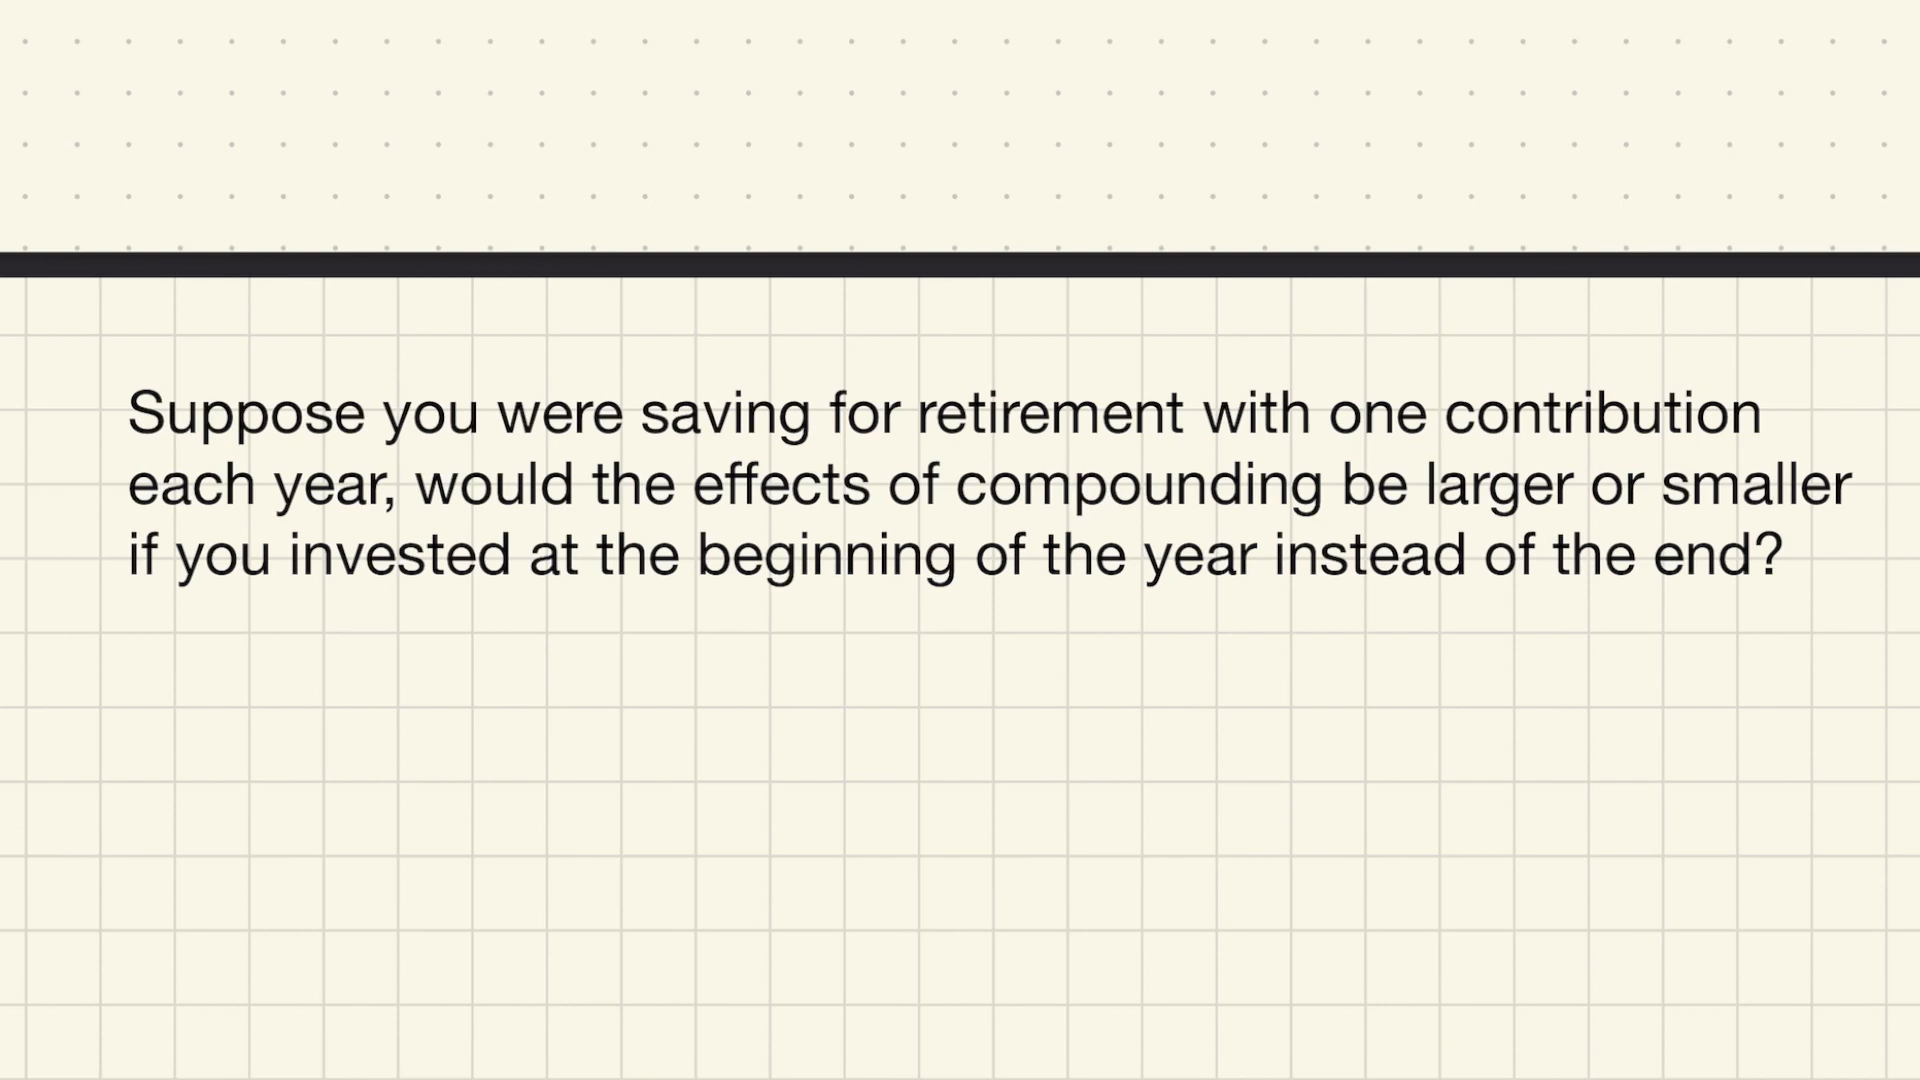 Suppose you were saving for retirement with one contribution
each year, would the effects of compounding be larger or smaller
if you invested at the beginning of the year instead of the end?